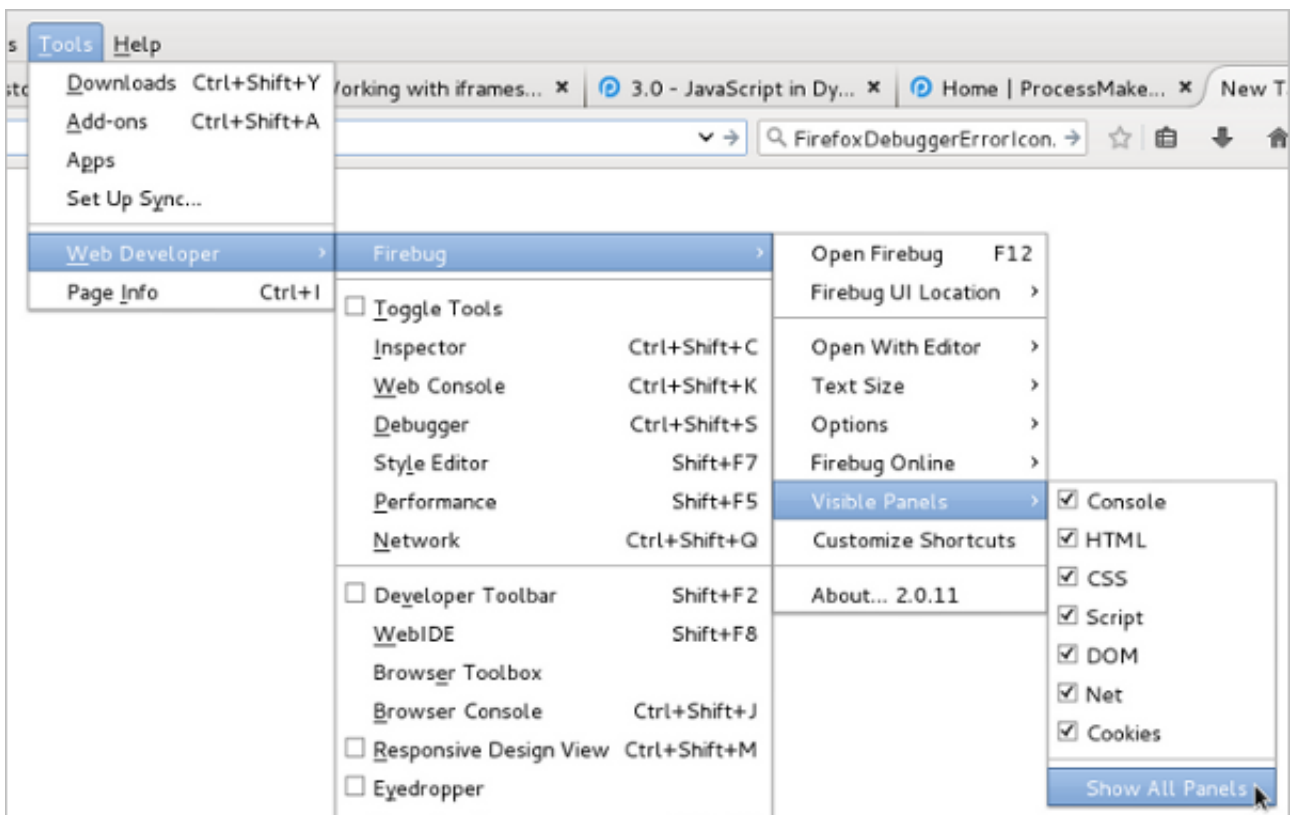 s Tools Help
Downloads Ctrl+Shift+Y
Add-ons Ctrl+Shift+A
Apps
Set Up Sync...
Web Developer
Page Info Ctrl+I
orking with iframes...
3.0 - JavaScript in Dy...
Home | ProcessMake...
New T
FirefoxDebuggerErrorIcon.
Firebug
Toggle Tools
Inspector Ctrl+Shift+C
Web Console Ctrl+Shift+K
Debugger Ctrl+Shift+S
Style Editor Shift+F7
Performance Shift+F5
Network Ctrl+Shift+Q
Developer Toolbar Shift+F2
WebIDE Shift+F8
Browser Toolbox
Browser Console Ctrl+Shift+J
Responsive Design View Ctrl+Shift+M
Eyedropper
Open Firebug F12
Firebug UI Location
Open With Editor
Text Size
Options
Firebug Online
Visible Panels
Customize Shortcuts
About... 2.0.11
Console
HTML
CSS
Script
DOM
Net
Cookies
Show All Panels